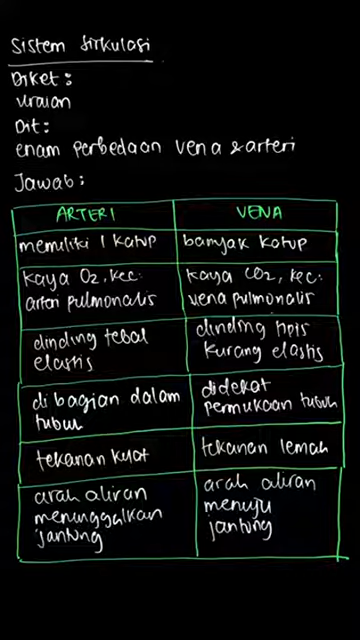 Sistem Sirkulasi
Diket:
uraian
Dit:
enam perbedaan vena & arteri
Jawab:
ARTERI VENA
memiliki 1 katup banyak katup
kaya O2, kec: kaya CO2, kec:
arteri pulmonalis vena pulmonalis
dinding tebal dinding tipis
elastis kurang elastis
di bagian dalam didekat
tubuh permukaan tubuh
tekanan kuat tekanan lemah
arah aliran arah aliran
meninggalkan menuju
jantung jantung